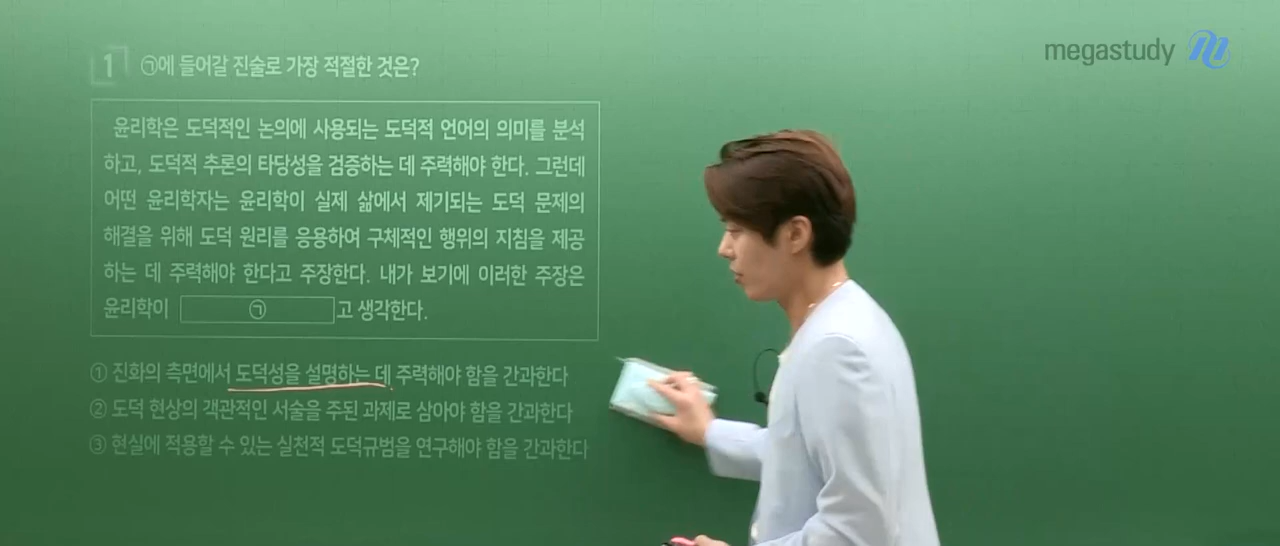 megastudy
1 ㉠에 들어갈 진술로 가장 적절한 것은?
윤리학은 도덕적인 논의에 사용되는 도덕적 언어의 의미를 분석
하고, 도덕적 추론의 타당성을 검증하는 데 주력해야 한다. 그런데
어떤 윤리학자는 윤리학이 실제 삶에서 제기되는 도덕 문제의
해결을 위해 도덕 원리를 응용하여 구체적인 행위의 지침을 제공
하는 데 주력해야 한다고 주장한다. 내가 보기에 이러한 주장은
윤리학이 ㉠ 고 생각한다.
① 진화의 측면에서 도덕성을 설명하는 데 주력해야 함을 간과한다
② 도덕 현상의 객관적인 서술을 주된 과제로 삼아야 함을 간과한다
③ 현실에 적용할 수 있는 실천적 도덕규범을 연구해야 함을 간과한다